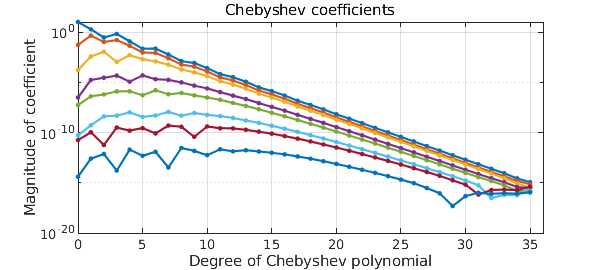 Chebyshev coefficients
Magnitude of coefficient
10^0
10^-10
10^-20
0 5 10 15 20 25 30 35
Degree of Chebyshev polynomial